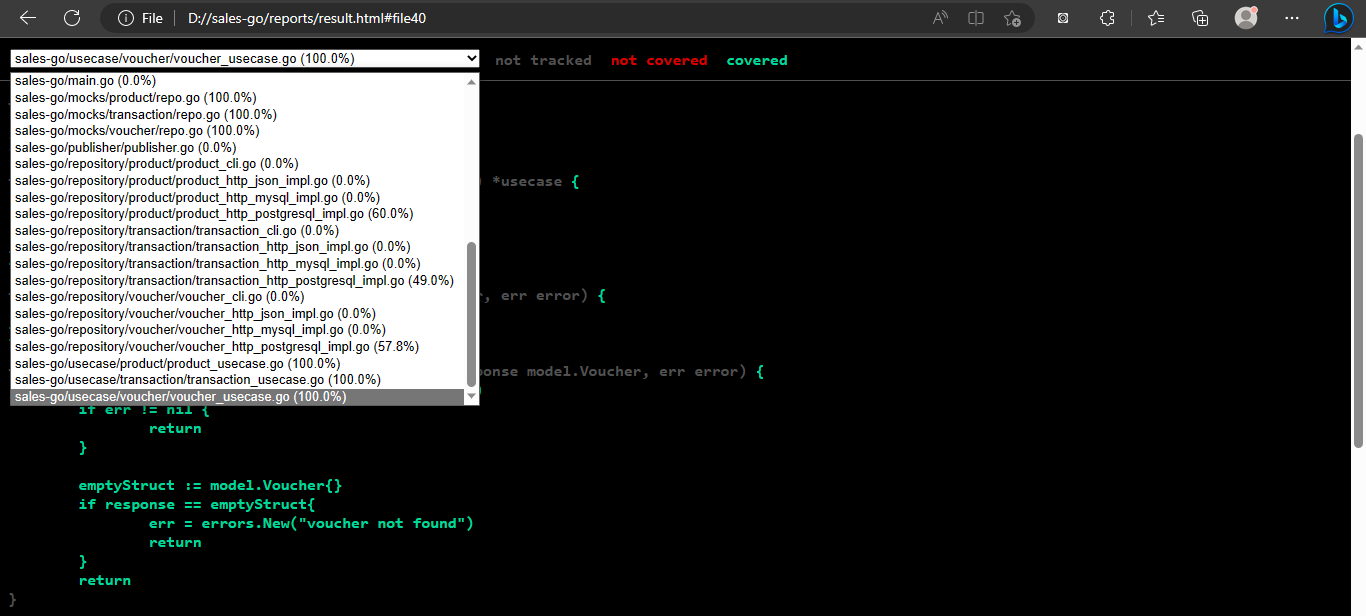 File D://sales-go/reports/result.html#file40
sales-go/usecase/voucher/voucher_usecase.go (100.0%) not tracked not covered covered
sales-go/main.go (0.0%)
sales-go/mocks/product/repo.go (100.0%)
sales-go/mocks/transaction/repo.go (100.0%)
sales-go/mocks/voucher/repo.go (100.0%)
sales-go/publisher/publisher.go (0.0%)
sales-go/repository/product/product_cli.go (0.0%)
sales-go/repository/product/product_http_json_impl.go (0.0%)
*usecase {
sales-go/repository/product/product_http_mysql_impl.go (0.0%)
sales-go/repository/product/product_http_postgresql_impl.go (60.0%)
sales-go/repository/transaction/transaction_cli.go (0.0%)
sales-go/repository/transaction/transaction_http_json_impl.go (0.0%)
sales-go/repository/transaction/transaction_http_mysql_impl.go (0.0%)
sales-go/repository/transaction/transaction_http_postgresql_impl.go (49.0%)
sales-go/repository/voucher/voucher_cli.go (0.0%)
, err error) {
sales-go/repository/voucher/voucher_http_json_impl.go (0.0%)
sales-go/repository/voucher/voucher_http_mysql_impl.go (0.0%)
sales-go/repository/voucher/voucher_http_postgresql_impl.go (57.8%)
sales-go/usecase/product/product_usecase.go (100.0%)
ponse model.Voucher, err error) {
sales-go/usecase/transaction/transaction_usecase.go (100.0%)
sales-go/usecase/voucher/voucher_usecase.go (100.0%)
if err != nil {
return
}
emptyStruct := model.Voucher{}
if response == emptyStruct{
err = errors.New("voucher not found")
return
}
return
}